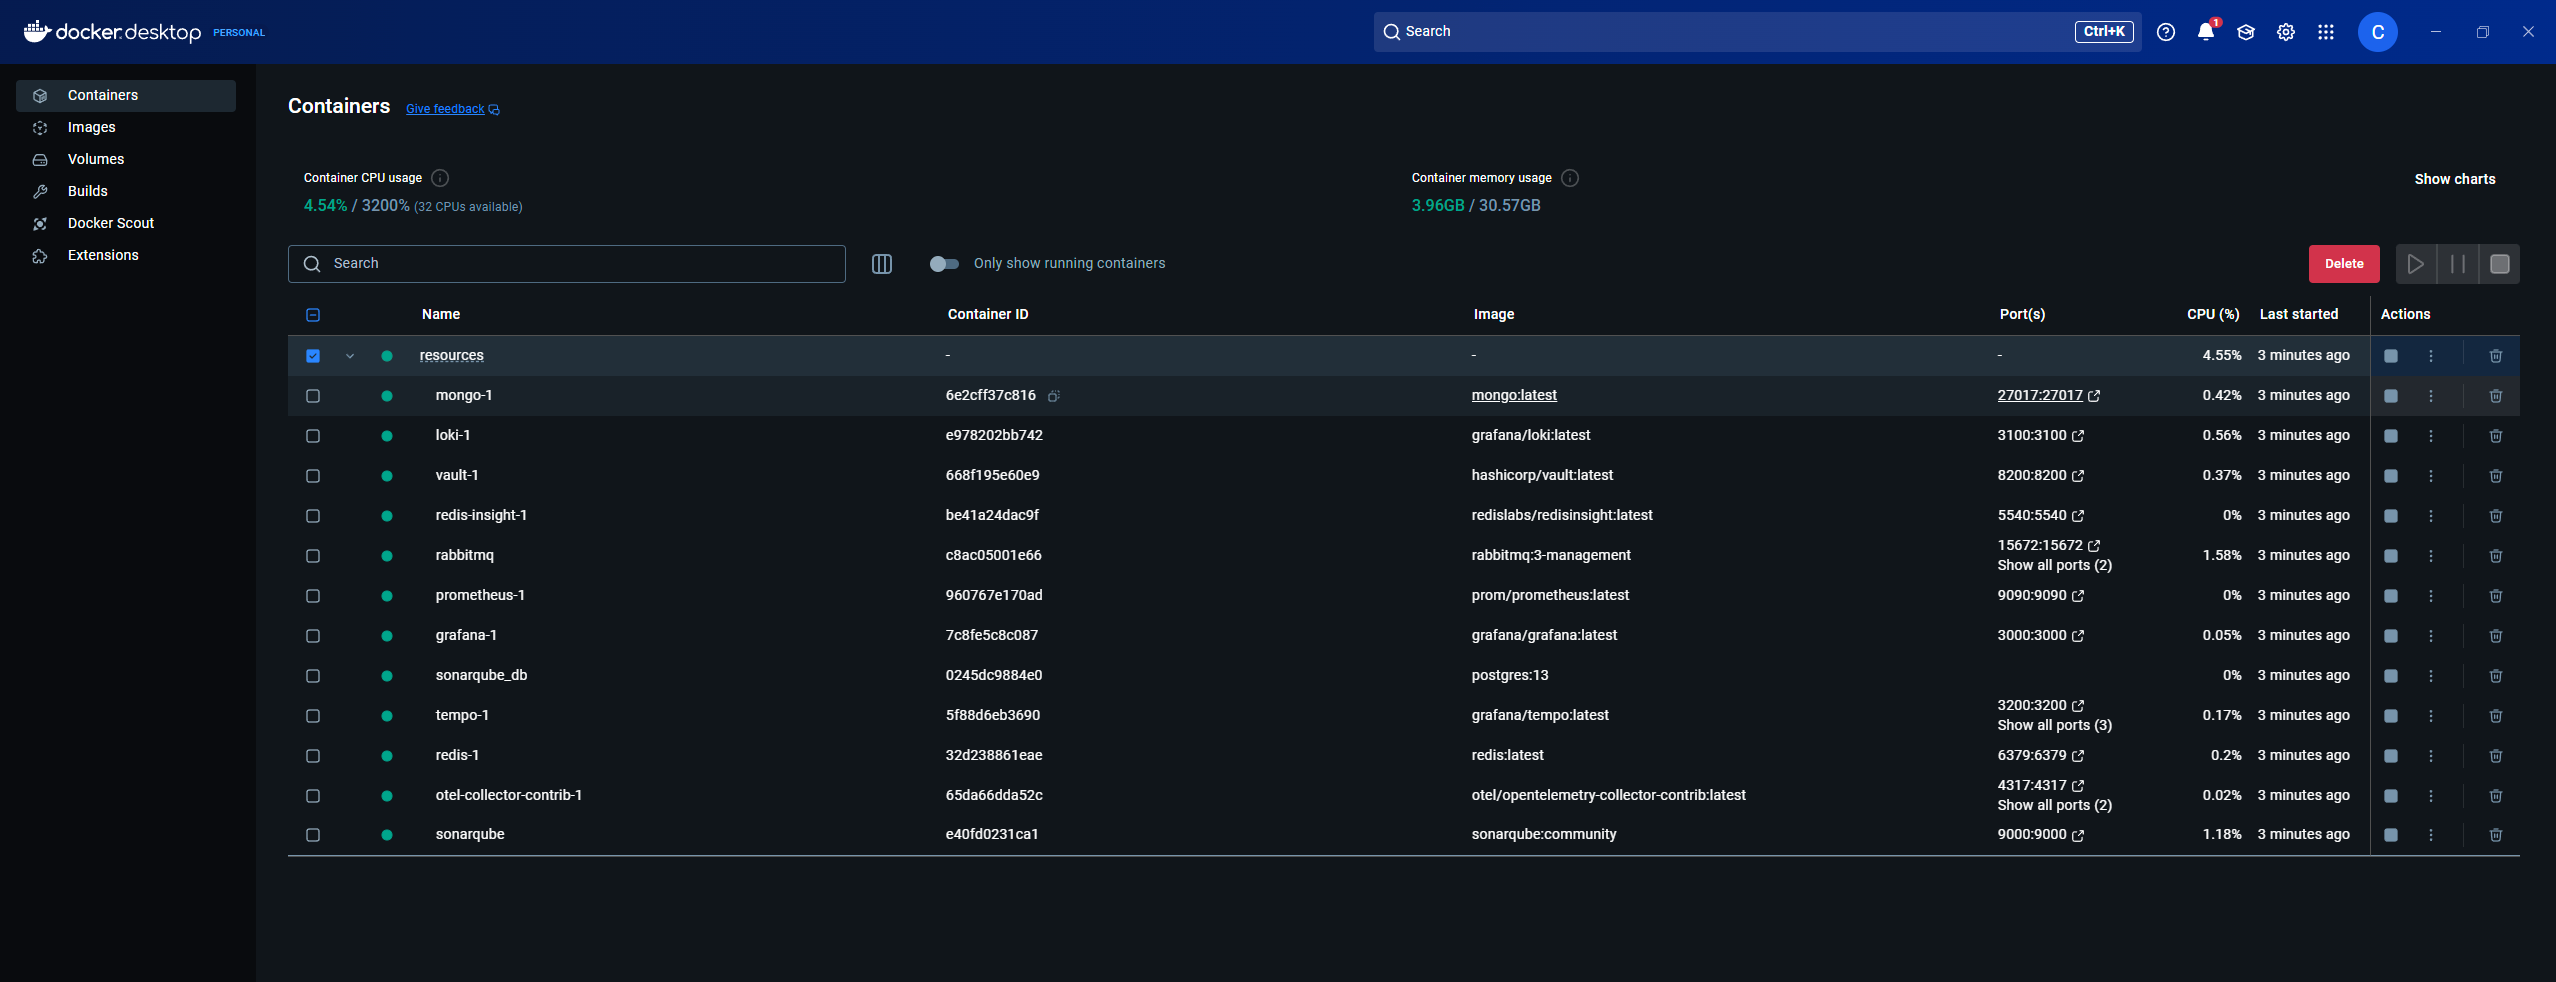 docker.desktop PERSONAL
Search Ctrl+K
1
C
Containers
Images
Volumes
Builds
Docker Scout
Extensions
Containers Give feedback
Container CPU usage
4.54% / 3200% (32 CPUs available)
Container memory usage
3.96GB / 30.57GB
Show charts
Search
Only show running containers
Delete
Name Container ID Image Port(s) CPU (%) Last started Actions
resources - - - 4.55% 3 minutes ago
mongo-1 6e2cff37c816 mongo:latest 27017:27017 0.42% 3 minutes ago
loki-1 e978202bb742 grafana/loki:latest 3100:3100 0.56% 3 minutes ago
vault-1 668f195e60e9 hashicorp/vault:latest 8200:8200 0.37% 3 minutes ago
redis-insight-1 be41a24dac9f redislabs/redisinsight:latest 5540:5540 0% 3 minutes ago
rabbitmq c8ac05001e66 rabbitmq:3-management 15672:15672 1.58% 3 minutes ago
Show all ports (2)
prometheus-1 960767e170ad prom/prometheus:latest 9090:9090 0% 3 minutes ago
grafana-1 7c8fe5c8c087 grafana/grafana:latest 3000:3000 0.05% 3 minutes ago
sonarqube_db 0245dc9884e0 postgres:13 0% 3 minutes ago
tempo-1 5f88d6eb3690 grafana/tempo:latest 3200:3200 0.17% 3 minutes ago
Show all ports (3)
redis-1 32d238861eae redis:latest 6379:6379 0.2% 3 minutes ago
otel-collector-contrib-1 65da66dda52c otel/opentelemetry-collector-contrib:latest 4317:4317 0.02% 3 minutes ago
Show all ports (2)
sonarqube e40fd0231ca1 sonarqube:community 9000:9000 1.18% 3 minutes ago